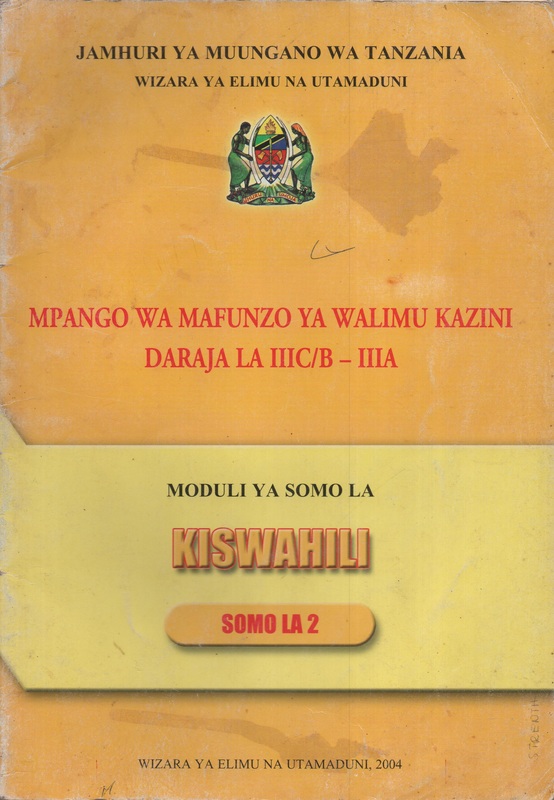 JAMHURI YA MUUNGANO WA TANZANIA
WIZARA YA ELIMU NA UTAMADUNI
MPANGO WA MAFUNZO YA WALIMU KAZINI
DARAJA LA IIIC/B – IIIA
MODULI YA SOMO LA
KISWAHILI
SOMO LA 2
WIZARA YA ELIMU NA UTAMADUNI, 2004